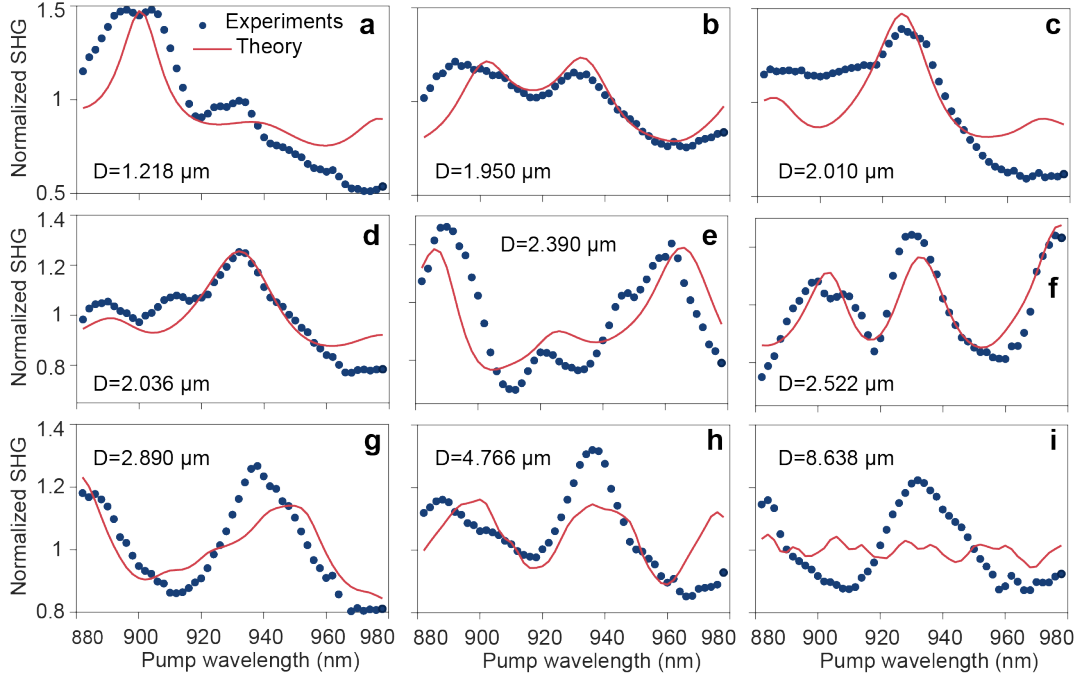 Normalized SHG
1.5
1
0.5
Experiments
Theory
a
D=1.218 µm
b
D=1.950 µm
c
D=2.010 µm
Normalized SHG
1.4
1.2
1
0.8
d
D=2.036 µm
e
D=2.390 µm
f
D=2.522 µm
Normalized SHG
1.4
1.2
1
0.8
g
D=2.890 µm
h
D=4.766 µm
i
D=8.638 µm
880 900 920 940 960 980
880 900 920 940 960 980
880 900 920 940 960 980
Pump wavelength (nm)
Pump wavelength (nm)
Pump wavelength (nm)